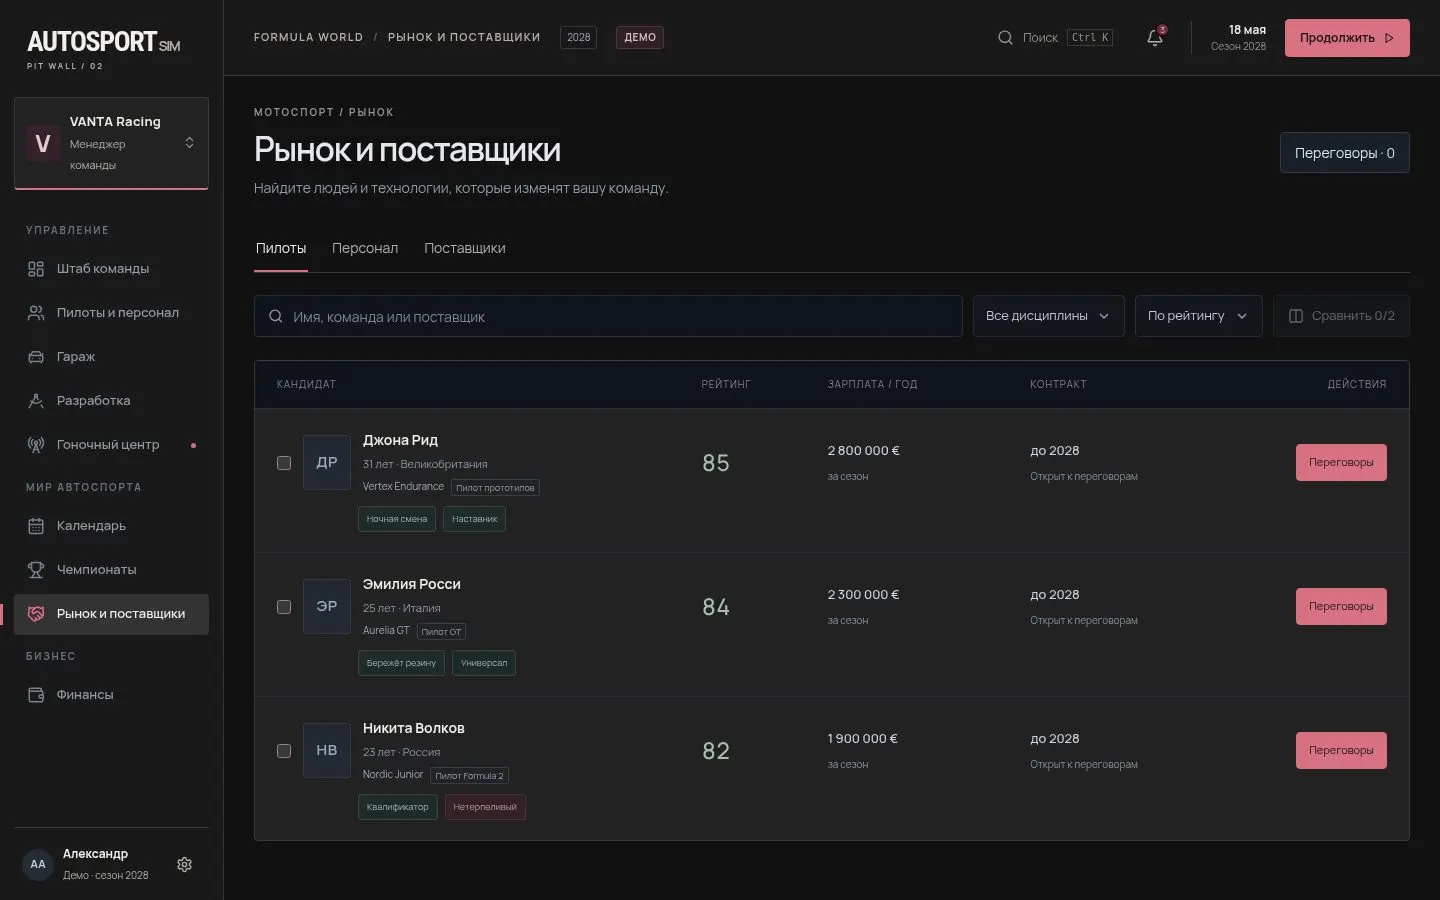 AUTOSPORT SIM
PIT WALL / 02
V
VANTA Racing
Менеджер
команды
УПРАВЛЕНИЕ
Штаб команды
Пилоты и персонал
Гараж
Разработка
Гоночный центр
МИР АВТОСПОРТА
Календарь
Чемпионаты
Рынок и поставщики
БИЗНЕС
Финансы
AA
Александр
Демо · сезон 2028
FORMULA WORLD / РЫНОК И ПОСТАВЩИКИ 2028 ДЕМО
Поиск Ctrl K
3
18 мая
Сезон 2028
Продолжить
МОТОСПОРТ / РЫНОК
Рынок и поставщики
Найдите людей и технологии, которые изменят вашу команду.
Переговоры · 0
Пилоты Персонал Поставщики
Имя, команда или поставщик
Все дисциплины
По рейтингу
Сравнить 0/2
КАНДИДАТ РЕЙТИНГ ЗАРПЛАТА / ГОД КОНТРАКТ ДЕЙСТВИЯ
ДР
Джона Рид
31 лет · Великобритания
Vertex Endurance Пилот прототипов
Ночная смена Наставник
85
2 800 000 €
за сезон
до 2028
Открыт к переговорам
Переговоры
ЭР
Эмилия Росси
25 лет · Италия
Aurelia GT Пилот GT
Бережёт резину Универсал
84
2 300 000 €
за сезон
до 2028
Открыт к переговорам
Переговоры
НВ
Никита Волков
23 лет · Россия
Nordic Junior Пилот Formula 2
Квалификатор Нетерпеливый
82
1 900 000 €
за сезон
до 2028
Открыт к переговорам
Переговоры